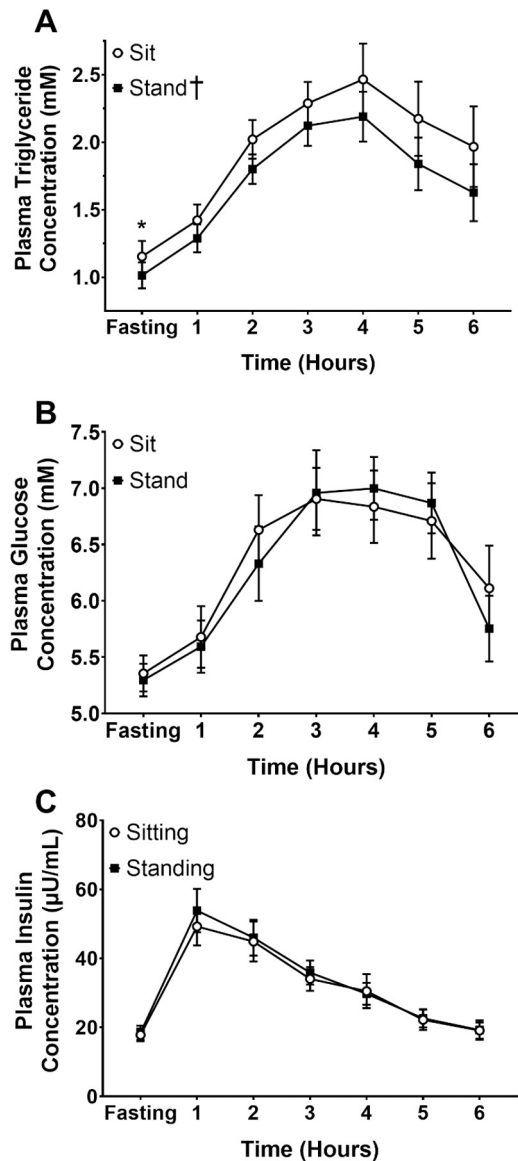 A
Sit
Stand†
Plasma Triglyceride
Concentration (mM)
2.5
2.0
1.5
1.0
*
Fasting 1 2 3 4 5 6
Time (Hours)
B
Sit
Stand
Plasma Glucose
Concentration (mM)
7.5
7.0
6.5
6.0
5.5
5.0
Fasting 1 2 3 4 5 6
Time (Hours)
C
Sitting
Standing
Plasma Insulin
Concentration (µU/mL)
80
60
40
20
0
Fasting 1 2 3 4 5 6
Time (Hours)